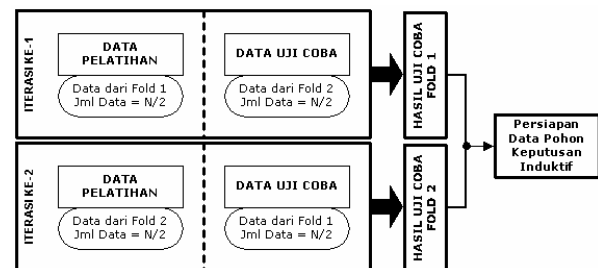 ITERASI KE-1
DATA
PELATIHAN
Data dari Fold 1
Jml Data = N/2
DATA UJI COBA
Data dari Fold 2
Jml Data = N/2
HASIL UJI COBA
FOLD 1
ITERASI KE-2
DATA
PELATIHAN
Data dari Fold 2
Jml Data = N/2
DATA UJI COBA
Data dari Fold 1
Jml Data = N/2
HASIL UJI COBA
FOLD 2
Persiapan
Data Pohon
Keputusan
Induktif